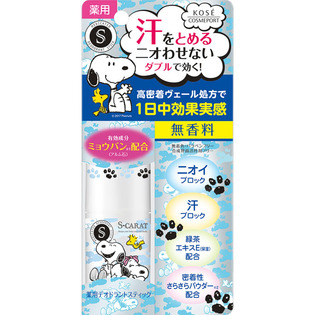 薬用
KOSÉ
COSMEPORT
S
汗をとめる
ニオわせない
ダブルで効く!
高密着ヴェール処方で
1日中効果実感
有効成分
ミョウバン配合
無香料
ニオイ
ブロック
汗
ブロック
緑茶
エキスE(保湿)
配合
密着性
さらさらパウダー
配合
S
S-CARAT
薬用デオドラントスティック